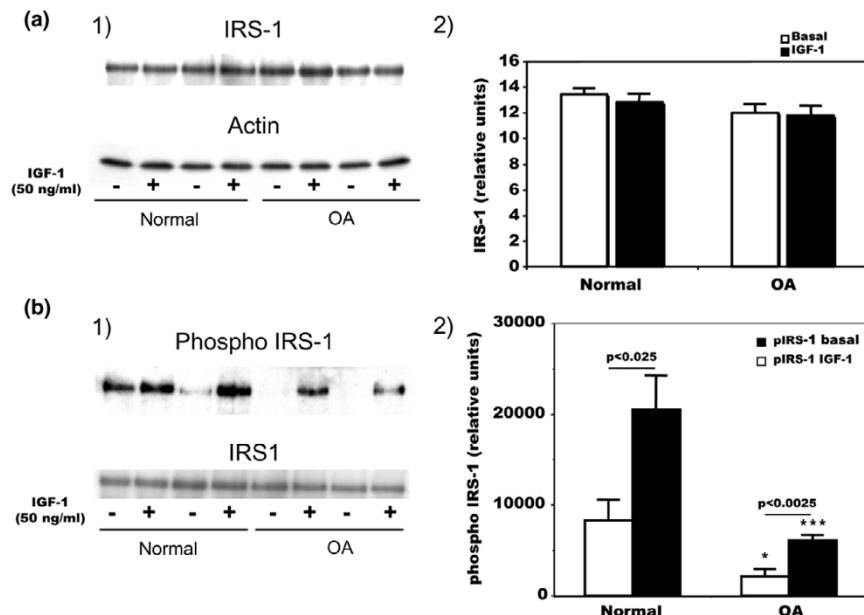 (a)
1)
IRS-1
Actin
IGF-1
(50 ng/ml)
- + - + - + - +
Normal OA
2)
Basal
IGF-1
IRS-1 (relative units)
16
14
12
10
8
6
4
2
0
Normal OA
(b)
1)
Phospho IRS-1
IRS1
IGF-1
(50 ng/ml)
- + - + - + - +
Normal OA
2)
pIRS-1 basal
pIRS-1 IGF-1
phospho IRS-1 (relative units)
30000
20000
10000
0
p<0.025
p<0.0025
* ***
Normal OA